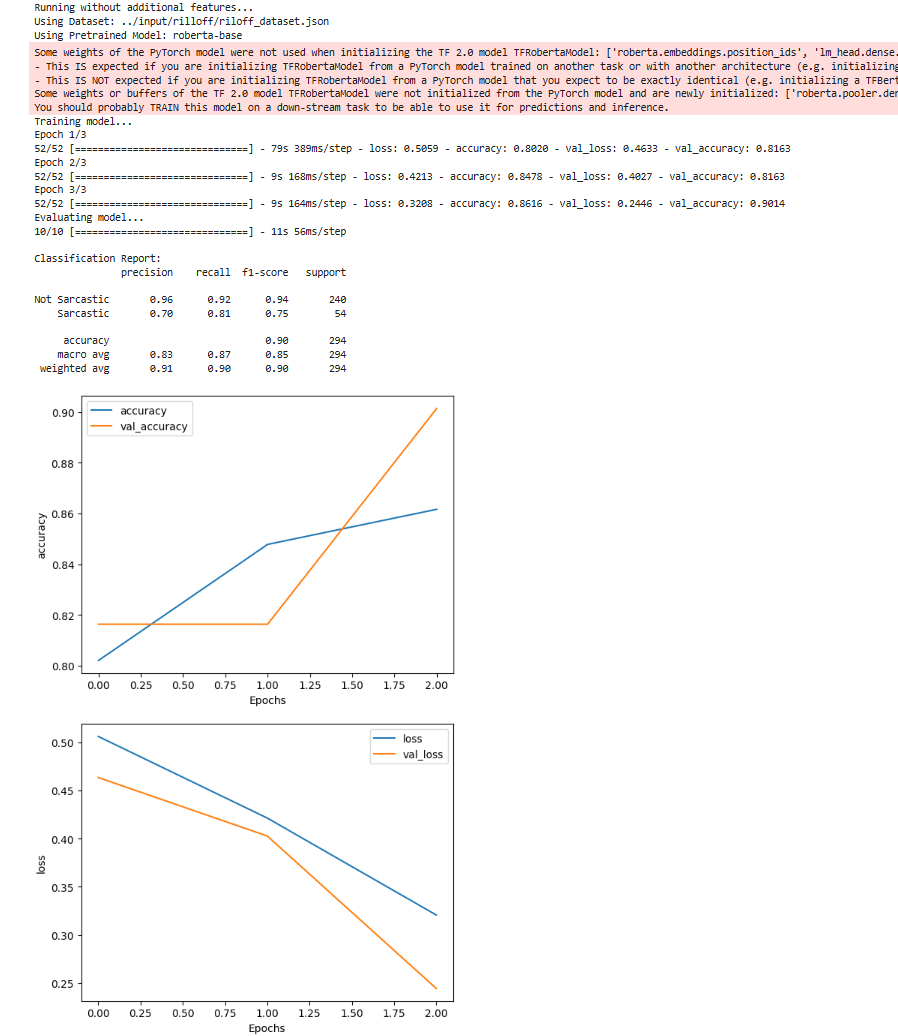 Running without additional features...
Using Dataset: ../input/rilloff/riloff_dataset.json
Using Pretrained Model: roberta-base
Some weights of the PyTorch model were not used when initializing the TF 2.0 model TFRobertaModel: ['roberta.embeddings.position_ids', 'lm_head.dense.
- This IS expected if you are initializing TFRobertaModel from a PyTorch model trained on another task or with another architecture (e.g. initializing
- This IS NOT expected if you are initializing TFRobertaModel from a PyTorch model that you expect to be exactly identical (e.g. initializing a TFBert
Some weights or buffers of the TF 2.0 model TFRobertaModel were not initialized from the PyTorch model and are newly initialized: ['roberta.pooler.den
You should probably TRAIN this model on a down-stream task to be able to use it for predictions and inference.
Training model...
Epoch 1/3
52/52 [==============================] - 79s 389ms/step - loss: 0.5059 - accuracy: 0.8020 - val_loss: 0.4633 - val_accuracy: 0.8163
Epoch 2/3
52/52 [==============================] - 9s 168ms/step - loss: 0.4213 - accuracy: 0.8478 - val_loss: 0.4027 - val_accuracy: 0.8163
Epoch 3/3
52/52 [==============================] - 9s 164ms/step - loss: 0.3208 - accuracy: 0.8616 - val_loss: 0.2446 - val_accuracy: 0.9014
Evaluating model...
10/10 [==============================] - 11s 56ms/step
Classification Report:
precision recall f1-score support
Not Sarcastic 0.96 0.92 0.94 240
Sarcastic 0.70 0.81 0.75 54
accuracy 0.90 294
macro avg 0.83 0.87 0.85 294
weighted avg 0.91 0.90 0.90 294
accuracy
val_accuracy
0.90
0.88
0.86
0.84
0.82
0.80
accuracy
0.00 0.25 0.50 0.75 1.00 1.25 1.50 1.75 2.00
Epochs
loss
val_loss
0.50
0.45
0.40
0.35
0.30
0.25
loss
0.00 0.25 0.50 0.75 1.00 1.25 1.50 1.75 2.00
Epochs